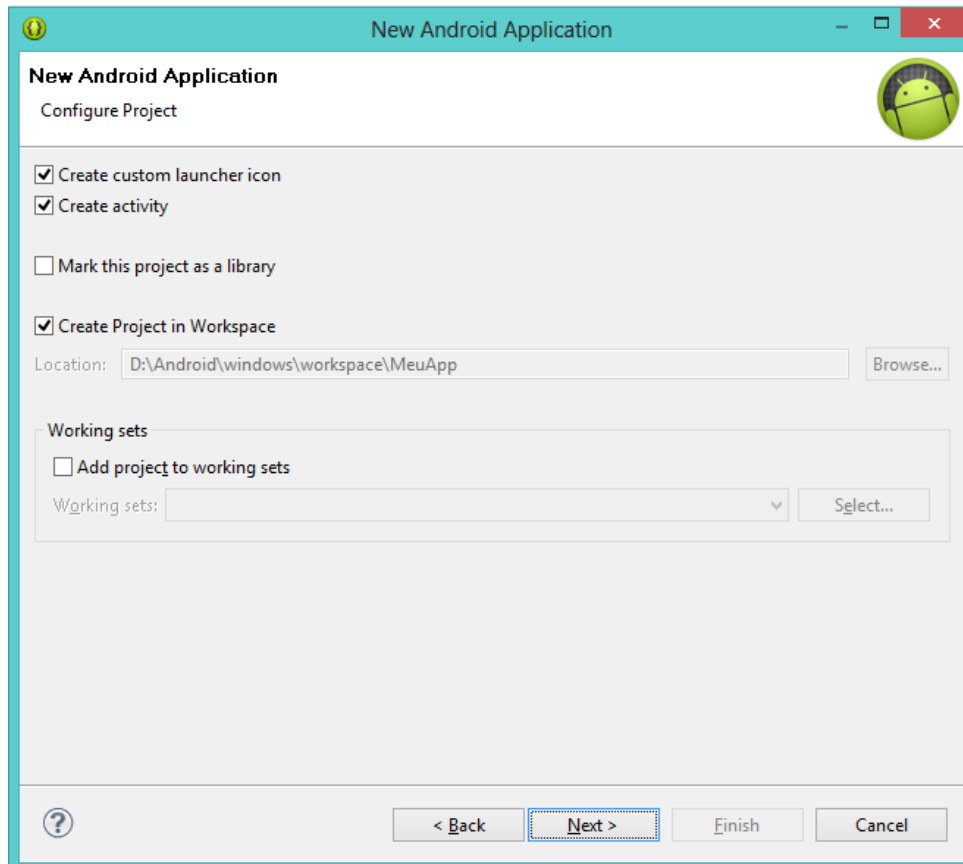 New Android Application
New Android Application
Configure Project
Create custom launcher icon
Create activity
Mark this project as a library
Create Project in Workspace
Location: D:\Android\windows\workspace\MeuApp Browse...
Working sets
Add project to working sets
Working sets: Select...
? < Back Next > Finish Cancel